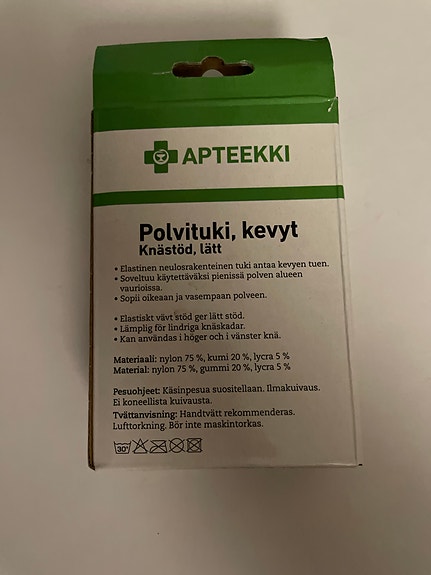 APTEEKKI
Polvituki, kevyt
Knästöd, lätt
• Elastinen neulosrakenteinen tuki antaa kevyen tuen.
• Soveltuu käytettäväksi pienissä polven alueen
vaurioissa.
• Sopii oikeaan ja vasempaan polveen.
• Elastiskt vävt stöd ger lätt stöd.
• Lämplig för lindriga knäskadar.
• Kan användas i höger och i vänster knä.
Materiaali: nylon 75 %, kumi 20 %, lycra 5 %
Material: nylon 75 %, gummi 20 %, lycra 5 %
Pesuohjeet: Käsinpesua suositellaan. Ilmakuivaus.
Ei koneellista kuivausta.
Tvättanvisning: Handtvätt rekommenderas.
Lufttorkning. Bör inte maskintorkas.
30°